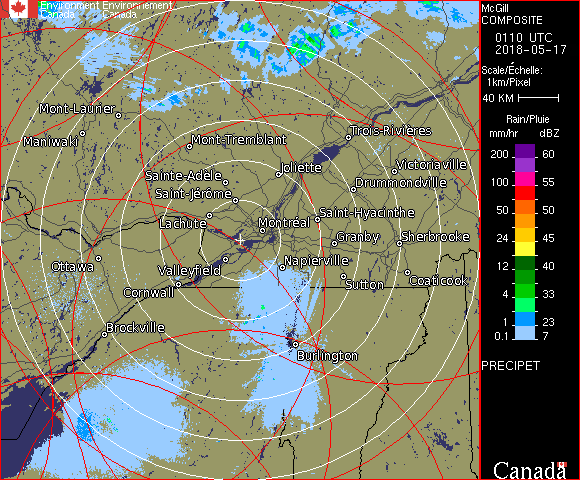 Environment Environnement
Canada Canada
McGill
COMPOSITE
0110 UTC
2018-05-17
Scale/Échelle:
1km/Pixel
40 KM
Rain/Pluie
mm/hr dBZ
200 60
100 55
50 50
24 45
12 40
4 33
1 23
0.1 7
PRECIPET
Canada
Mont-Laurier
Maniwaki
Mont-Tremblant
Trois-Rivières
Joliette
Victoriaville
Sainte-Adèle
Drummondville
Saint-Jérôme
Saint-Hyacinthe
Lachute
Montréal
Granby
Sherbrooke
Ottawa
Valleyfield
Napierville
Sutton
Coaticook
Cornwall
Brockville
Burlington